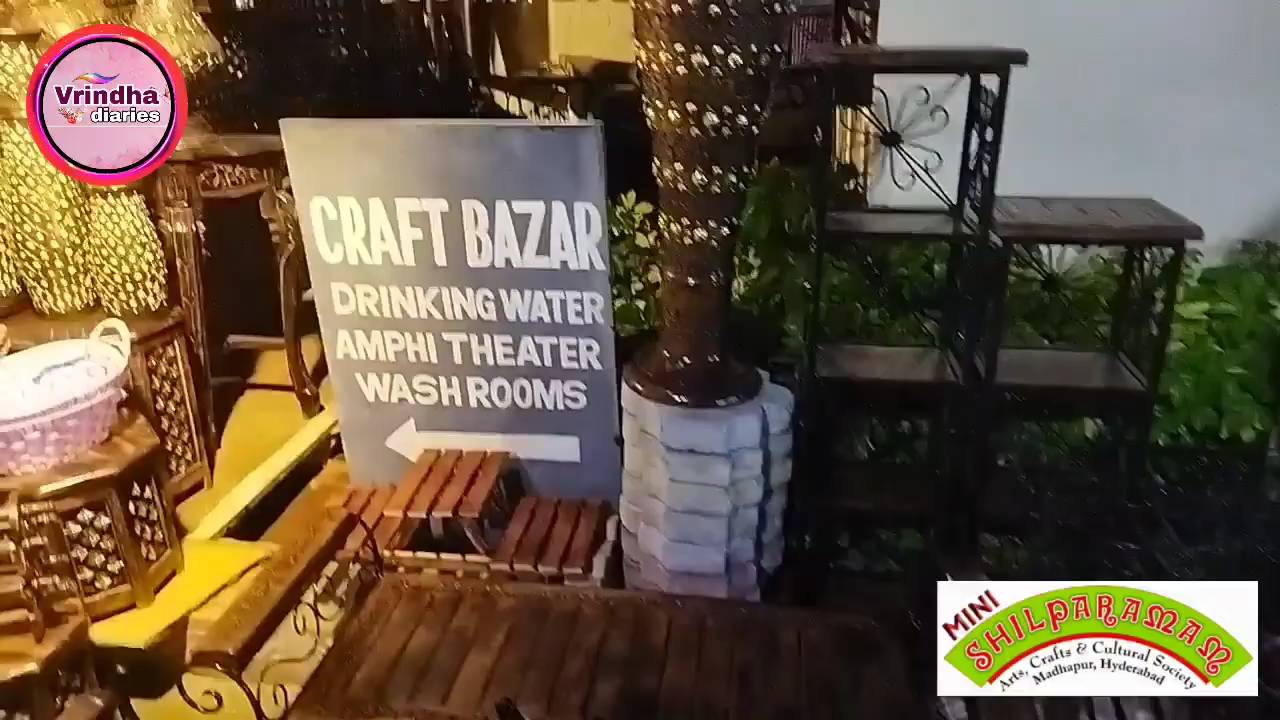 Vrindha
diaries
CRAFT BAZAR
DRINKING WATER
AMPHI THEATER
WASH ROOMS
MINI
SHILPARAMAM
Arts, Crafts & Cultural Society
Madhapur, Hyderabad